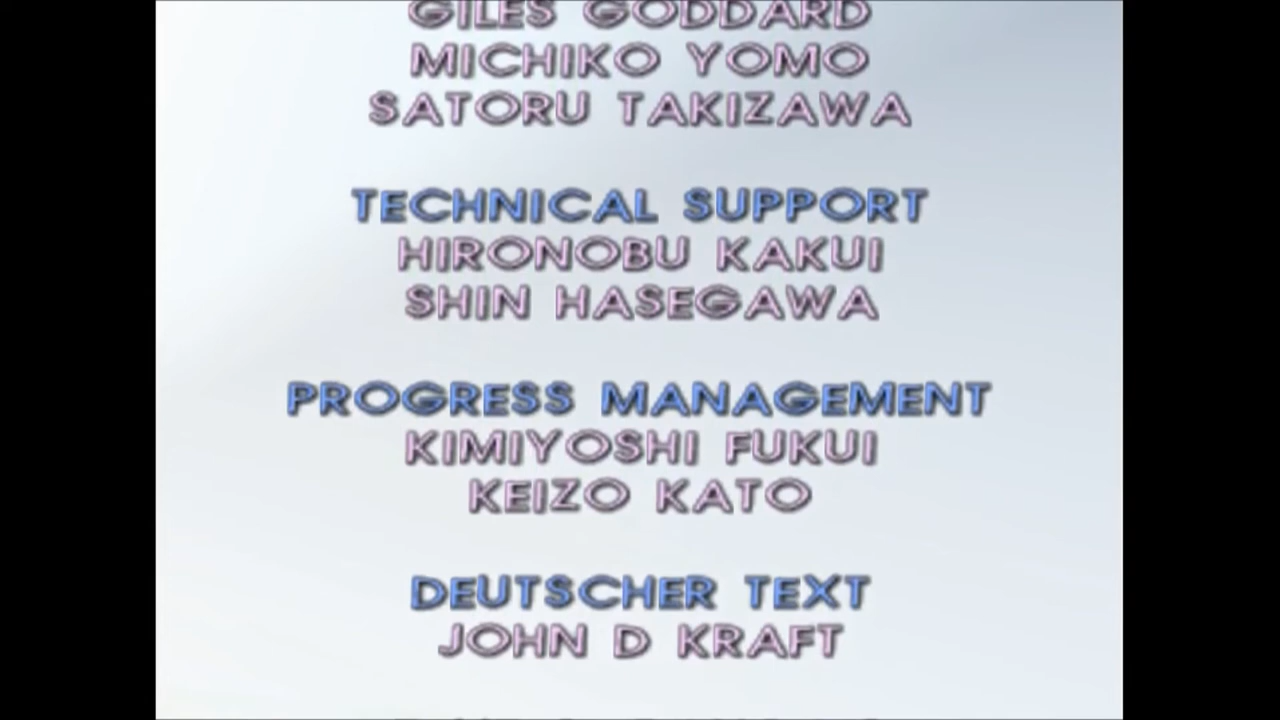 GILES GODDARD
MICHIKO YOMO
SATORU TAKIZAWA
TECHNICAL SUPPORT
HIRONOBU KAKUI
SHIN HASEGAWA
PROGRESS MANAGEMENT
KIMIYOSHI FUKUI
KEIZO KATO
DEUTSCHER TEXT
JOHN D KRAFT